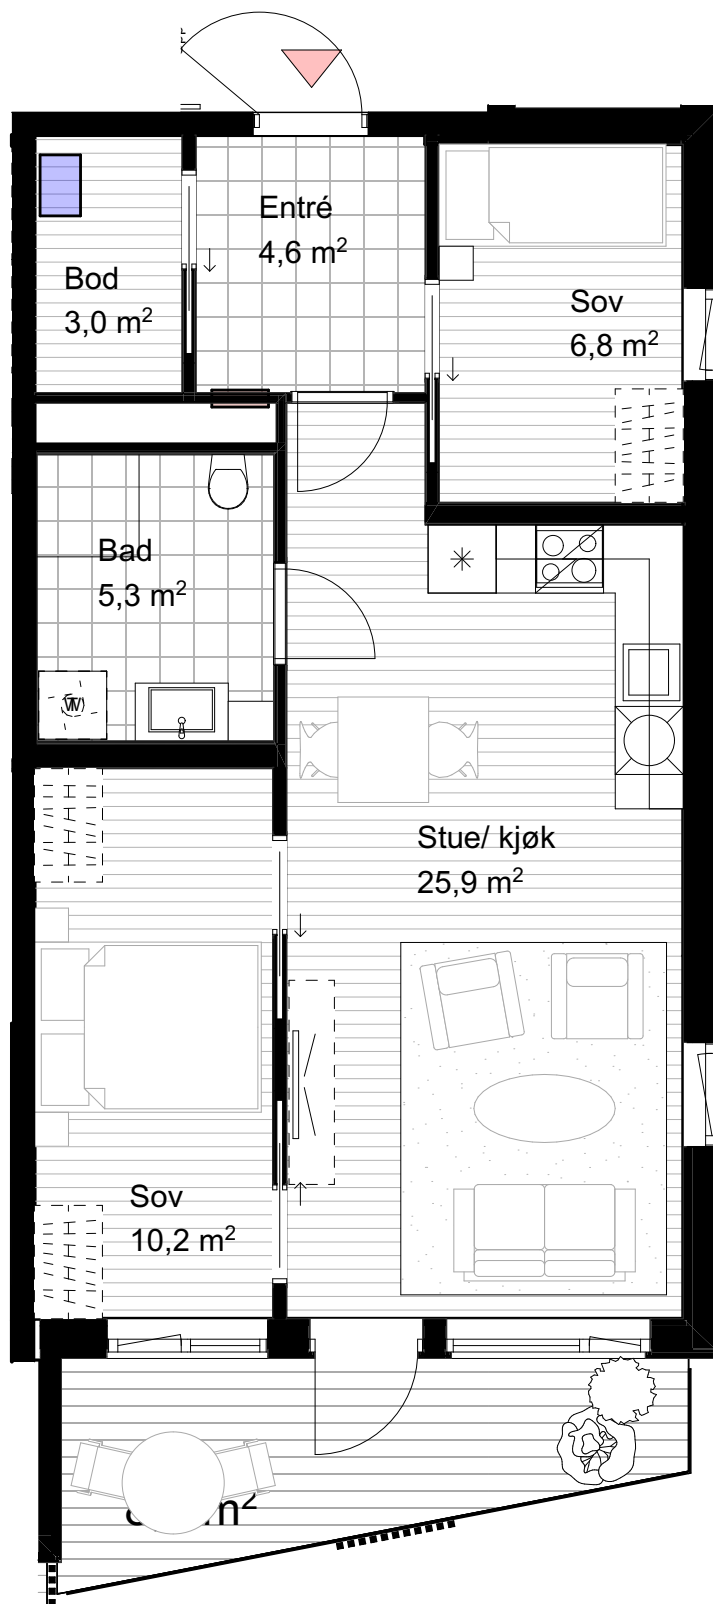 Entré
4,6 m²
Bod
3,0 m²
Sov
6,8 m²
Bad
5,3 m²
Stue/ kjøk
25,9 m²
Sov
10,2 m²
m²